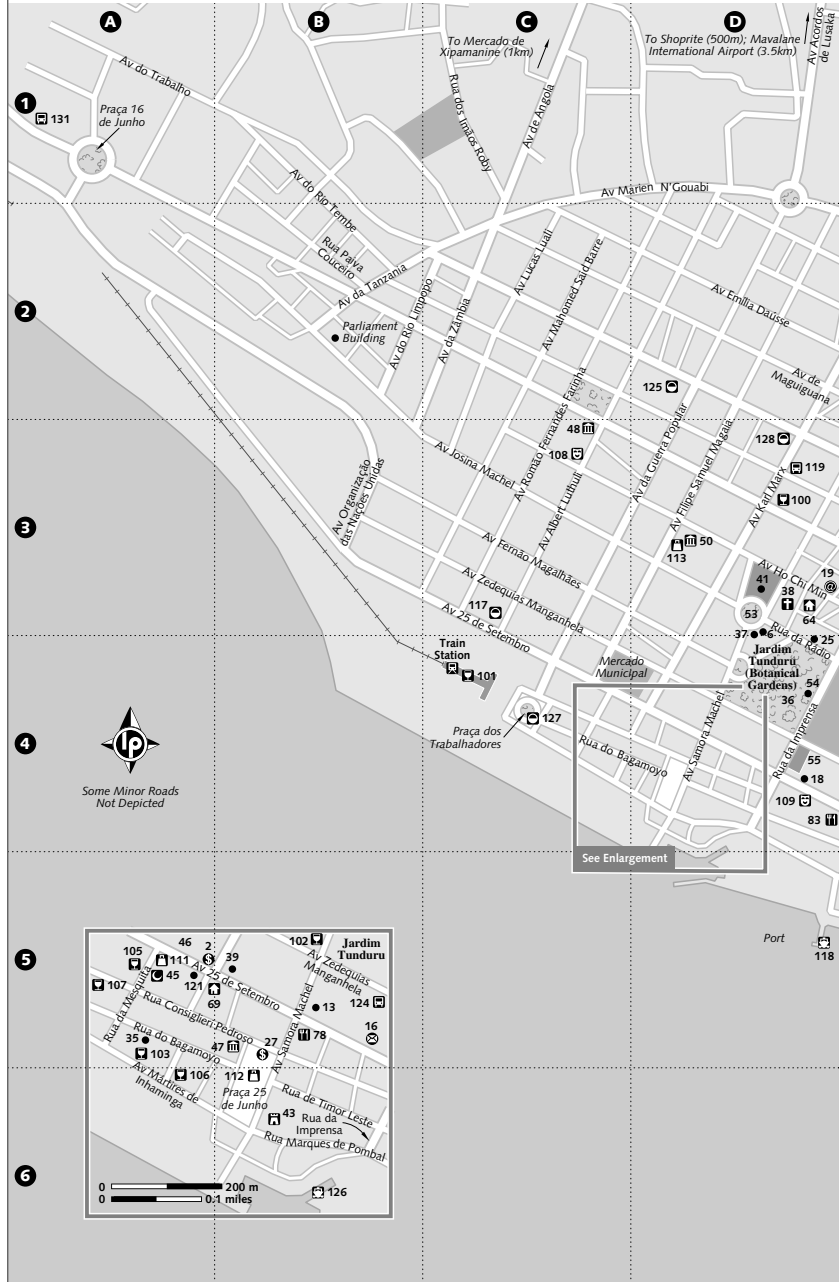 A
B
C
D
To Mercado de
Xipamanine (1km)
To Shoprite (500m); Mavalane
International Airport (3.5km)
Av Acordos
de Lusaka
Av do Trabalho
Rua dos Imãos Roby
Av de Angola
1
131
Praça 16
de Junho
Av Marien N'Gouabi
Av do Rio Tembe
Rua Paiva
Couceiro
Av da Tanzania
Av Lucas Luali
Av Mahomed Said Barre
Av Emília Daússe
2
Parliament
Building
Av do Rio Limpopo
Av da Zâmbia
Av de
Maguiguana
125
Av Romão Fernandes Farinha
48
108
Av da Guerra Popular
Av Filipe Samuel Magaia
128
119
100
Av Karl Marx
Av Josina Machel
Av Organização
das Nações Unidas
Av Albert Luthuli
3
50
113
Av Fernão Magalhães
Av Ho Chi Min
19
41
38
64
53
Av Zedequias Manganhela
117
Av 25 de Setembro
37
6
Rua da Rádio
25
Train
Station
101
Mercado
Municipal
Jardim
Tunduru
(Botanical
Gardens)
54
36
127
Praça dos
Trabalhadores
Av Samora Machel
Rua da Imprensa
Rua do Bagamoyo
4
lp
Some Minor Roads
Not Depicted
55
18
109
83
See Enlargement
Port
118
5
46
2
102
Jardim
Tunduru
105
111
39
Av Zedequias
Manganhela
45
107
121
Av 25 de Setembro
69
124
Rua da Mesquita
Rua Consiglieri Pedroso
13
16
Av Samora Machel
35
Rua do Bagamoyo
47
27
78
103
106
112
Av Mártires de
Inhaminga
Praça 25
de Junho
Rua de Timor Leste
43
Rua da
Imprensa
Rua Marques de Pombal
6
0
200 m
0
0.1 miles
126